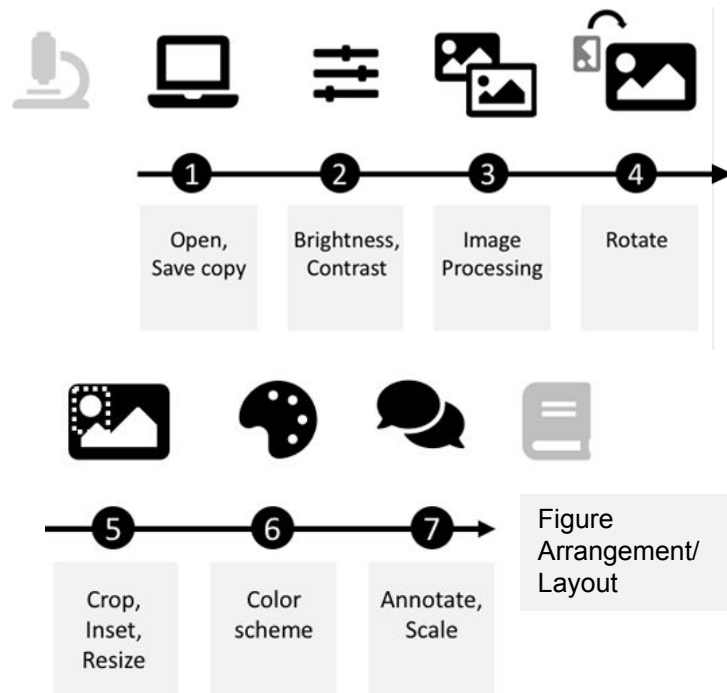 1
2
3
4
Open,
Save copy
Brightness,
Contrast
Image
Processing
Rotate
5
6
7
Crop,
Inset,
Resize
Color
scheme
Annotate,
Scale
Figure
Arrangement/
Layout